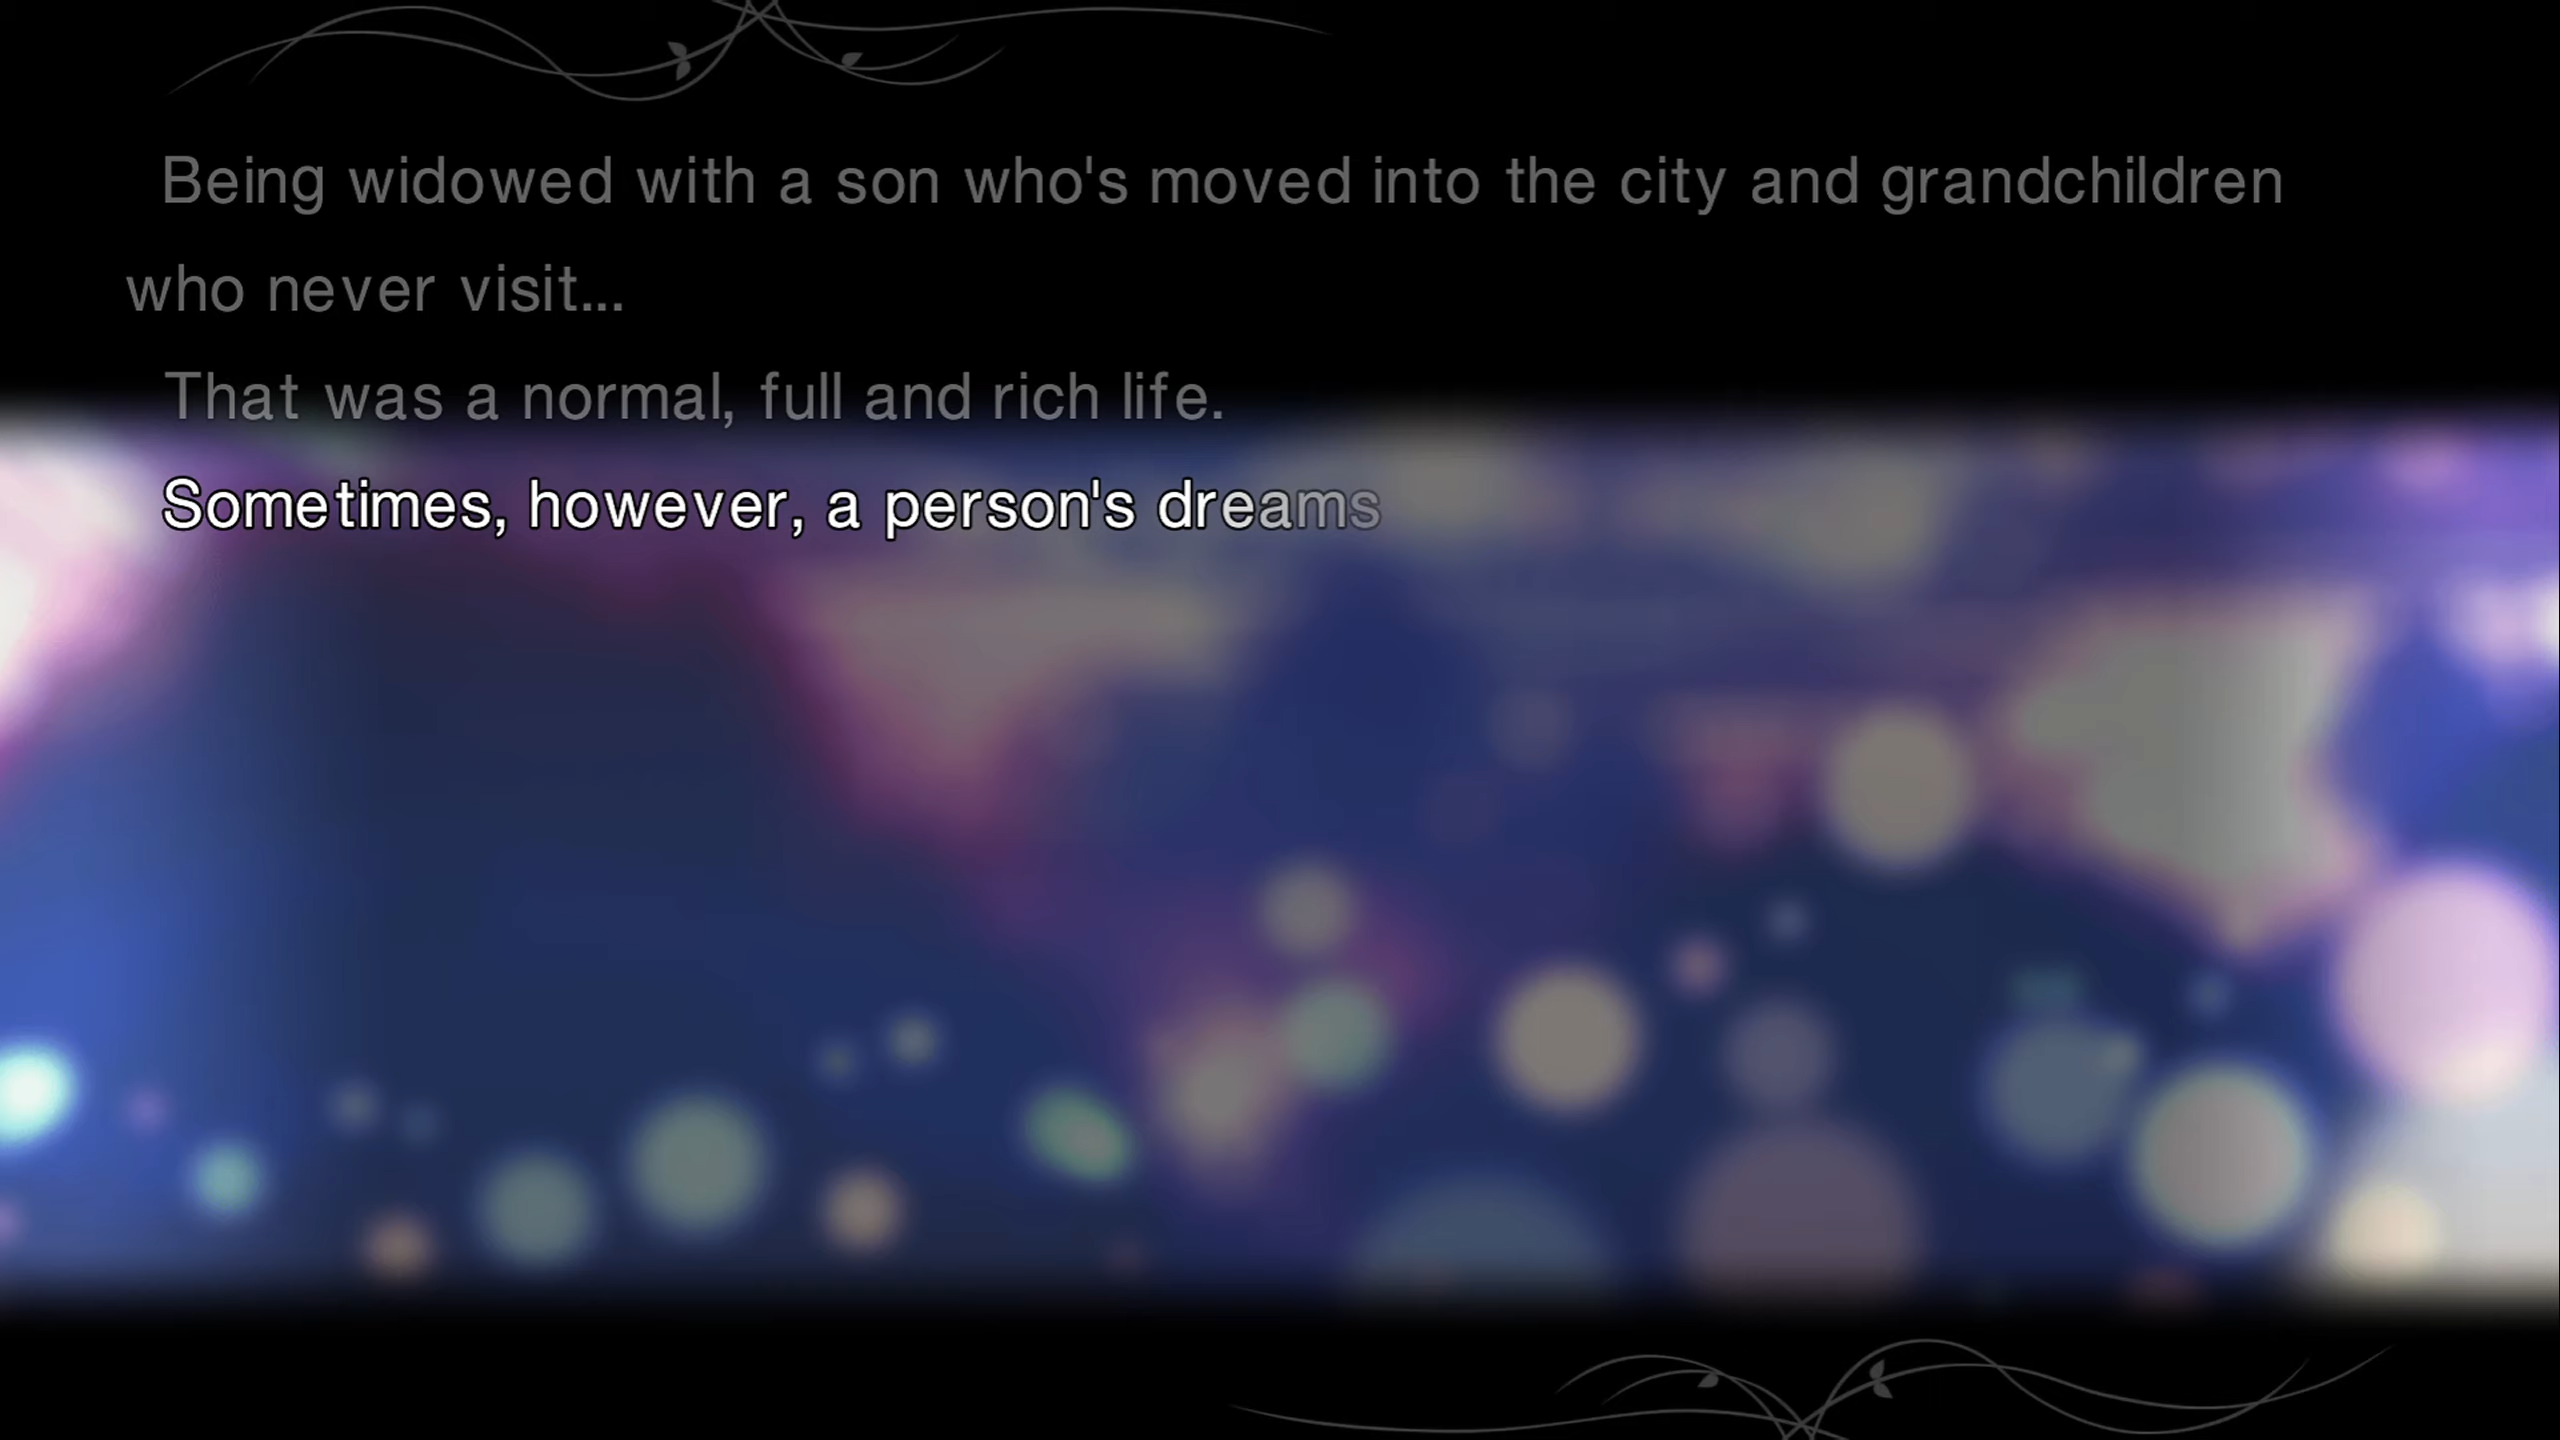 Being widowed with a son who's moved into the city and grandchildren
who never visit...
That was a normal, full and rich life.
Sometimes, however, a person's dreams